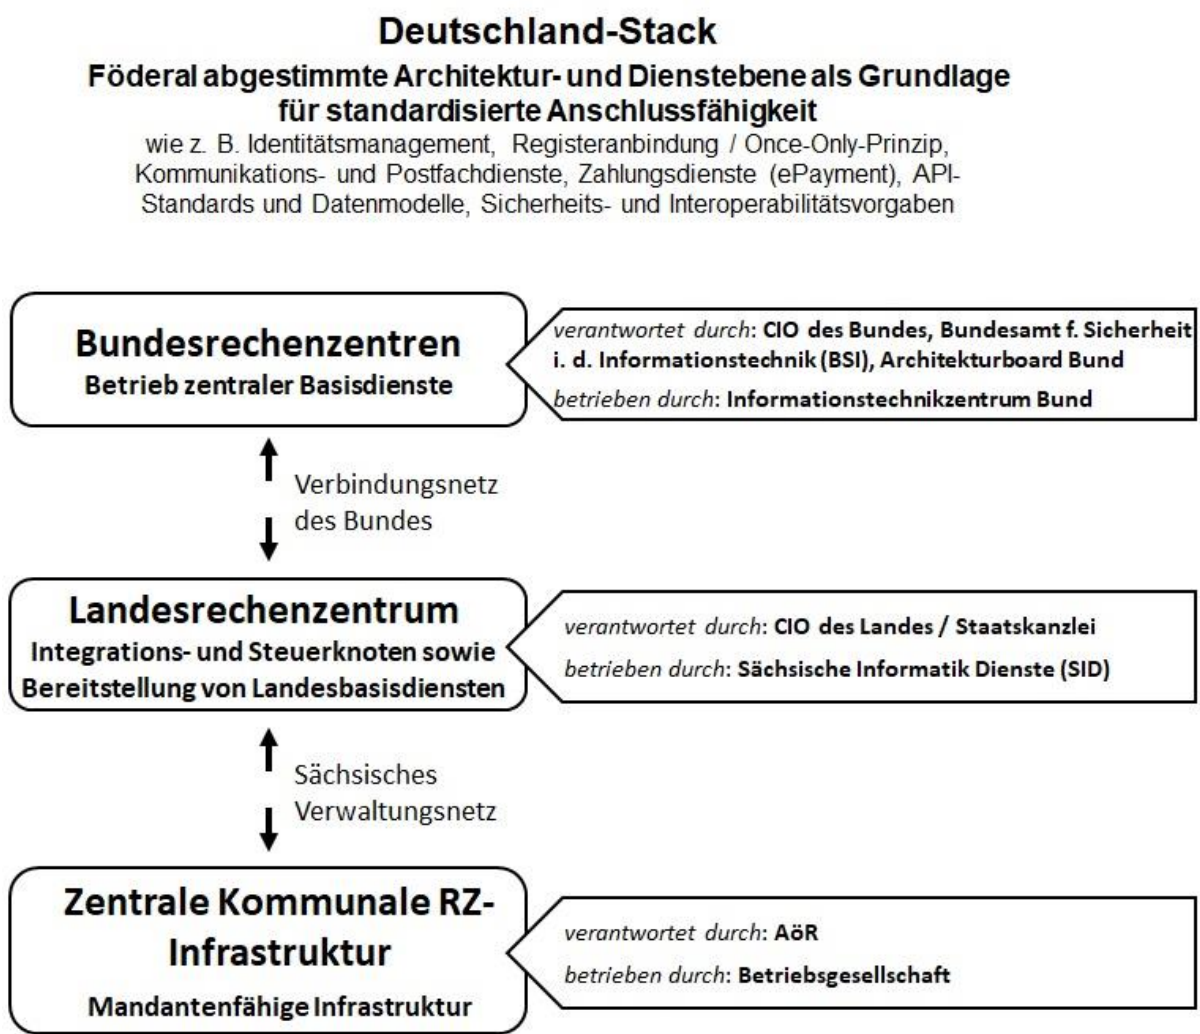 Deutschland-Stack
Föderal abgestimmte Architektur- und Dienstebene als Grundlage
für standardisierte Anschlussfähigkeit
wie z. B. Identitätsmanagement, Registeranbindung / Once-Only-Prinzip,
Kommunikations- und Postfachdienste, Zahlungsdienste (ePayment), API-
Standards und Datenmodelle, Sicherheits- und Interoperabilitätsvorgaben
Bundesrechenzentren
Betrieb zentraler Basisdienste
verantwortet durch: CIO des Bundes, Bundesamt f. Sicherheit
i. d. Informationstechnik (BSI), Architekturboard Bund
betrieben durch: Informationstechnikzentrum Bund
Verbindungsnetz
des Bundes
Landesrechenzentrum
Integrations- und Steuerknoten sowie
Bereitstellung von Landesbasisdiensten
verantwortet durch: CIO des Landes / Staatskanzlei
betrieben durch: Sächsische Informatik Dienste (SID)
Sächsisches
Verwaltungsnetz
Zentrale Kommunale RZ-
Infrastruktur
Mandantenfähige Infrastruktur
verantwortet durch: AöR
betrieben durch: Betriebsgesellschaft